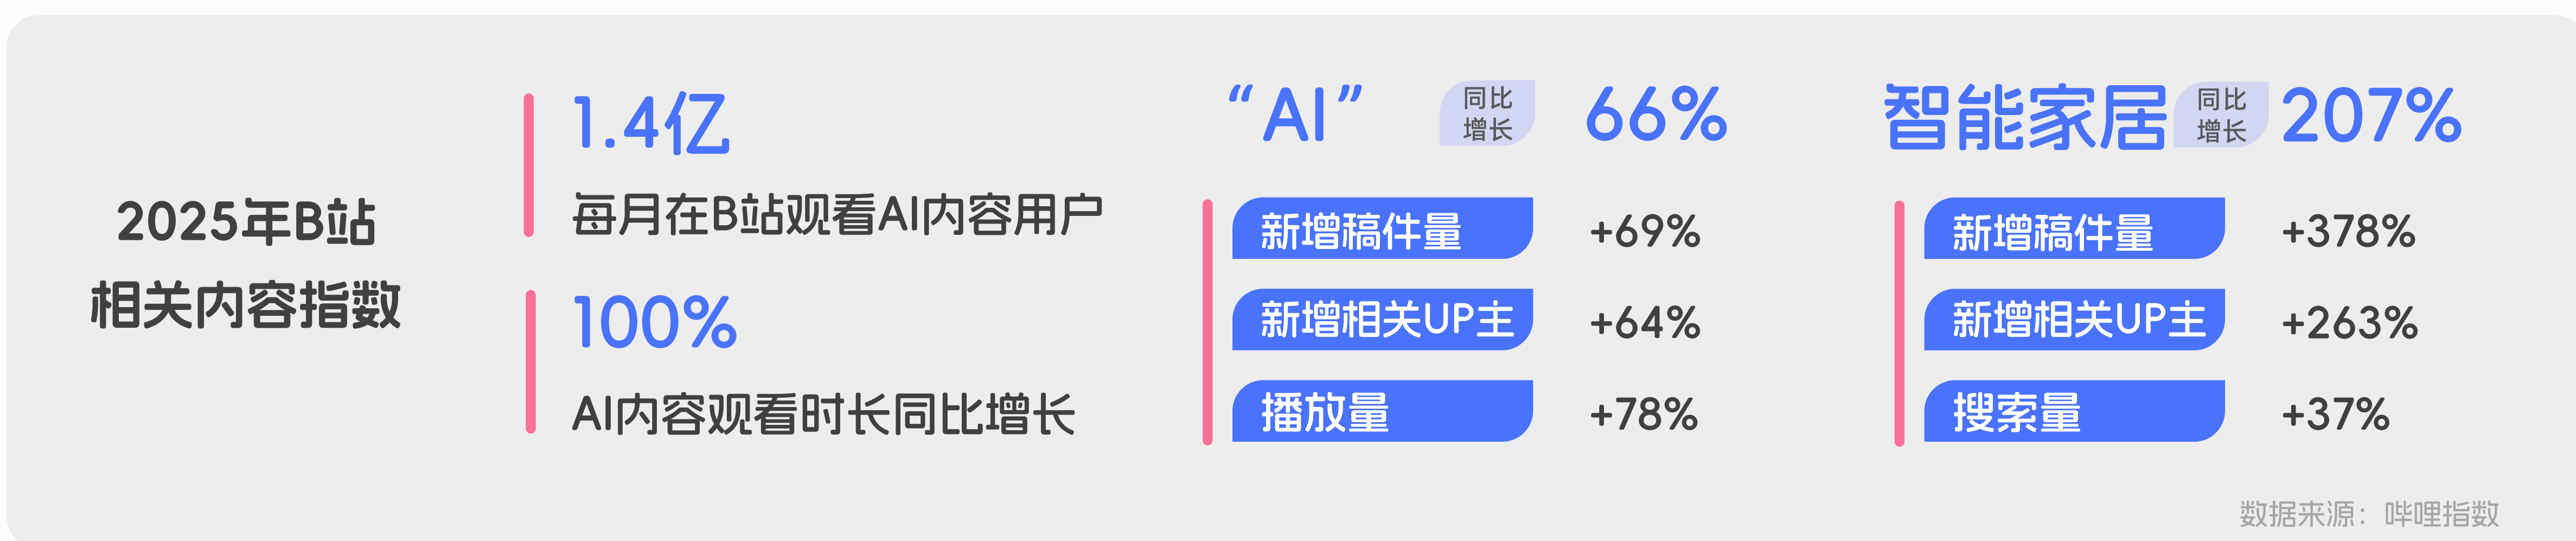 2025年B站
相关内容指数
1.4亿
每月在B站观看AI内容用户
100%
AI内容观看时长同比增长
“AI” 同比增长 66%
新增稿件量 +69%
新增相关UP主 +64%
播放量 +78%
智能家居 同比增长 207%
新增稿件量 +378%
新增相关UP主 +263%
搜索量 +37%
数据来源：哔哩指数